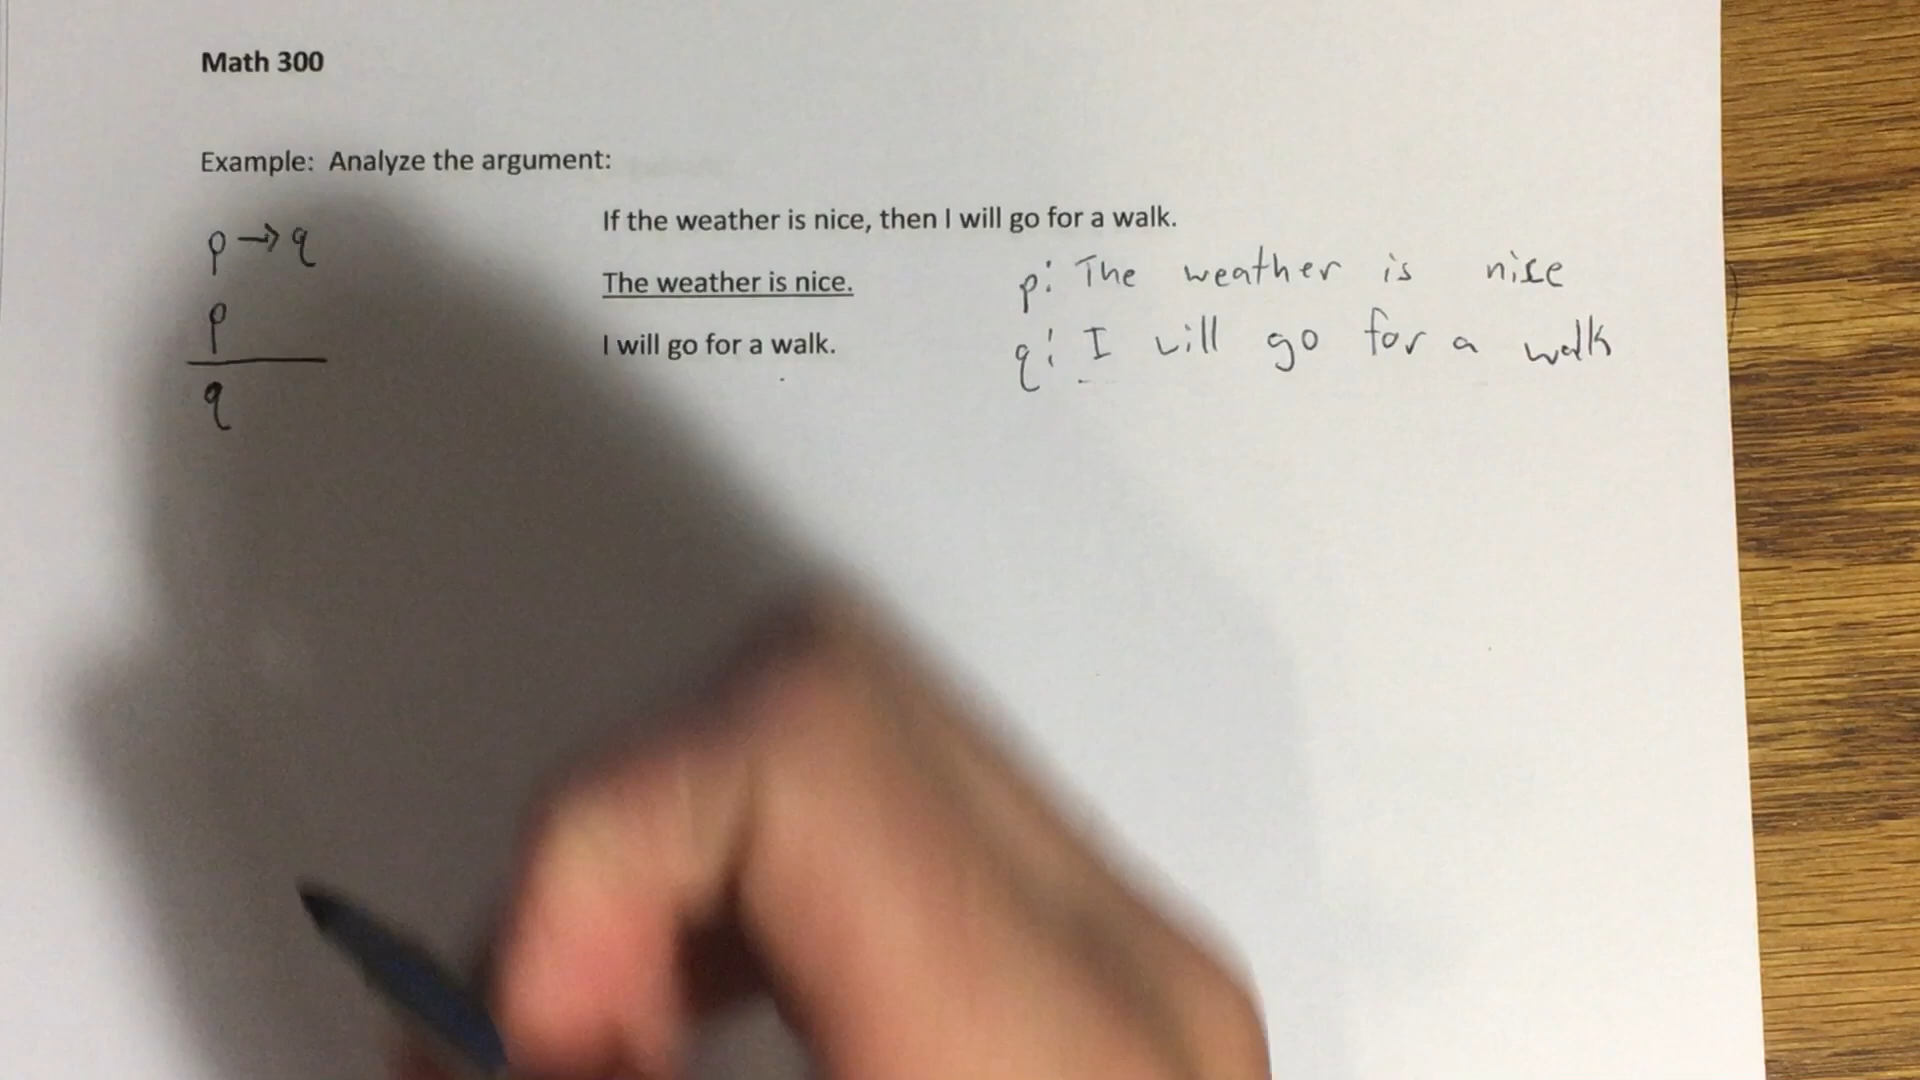 Math 300
Example: Analyze the argument:
p → q
p
q
If the weather is nice, then I will go for a walk.
The weather is nice.
I will go for a walk.
p: The weather is nice
q: I will go for a walk